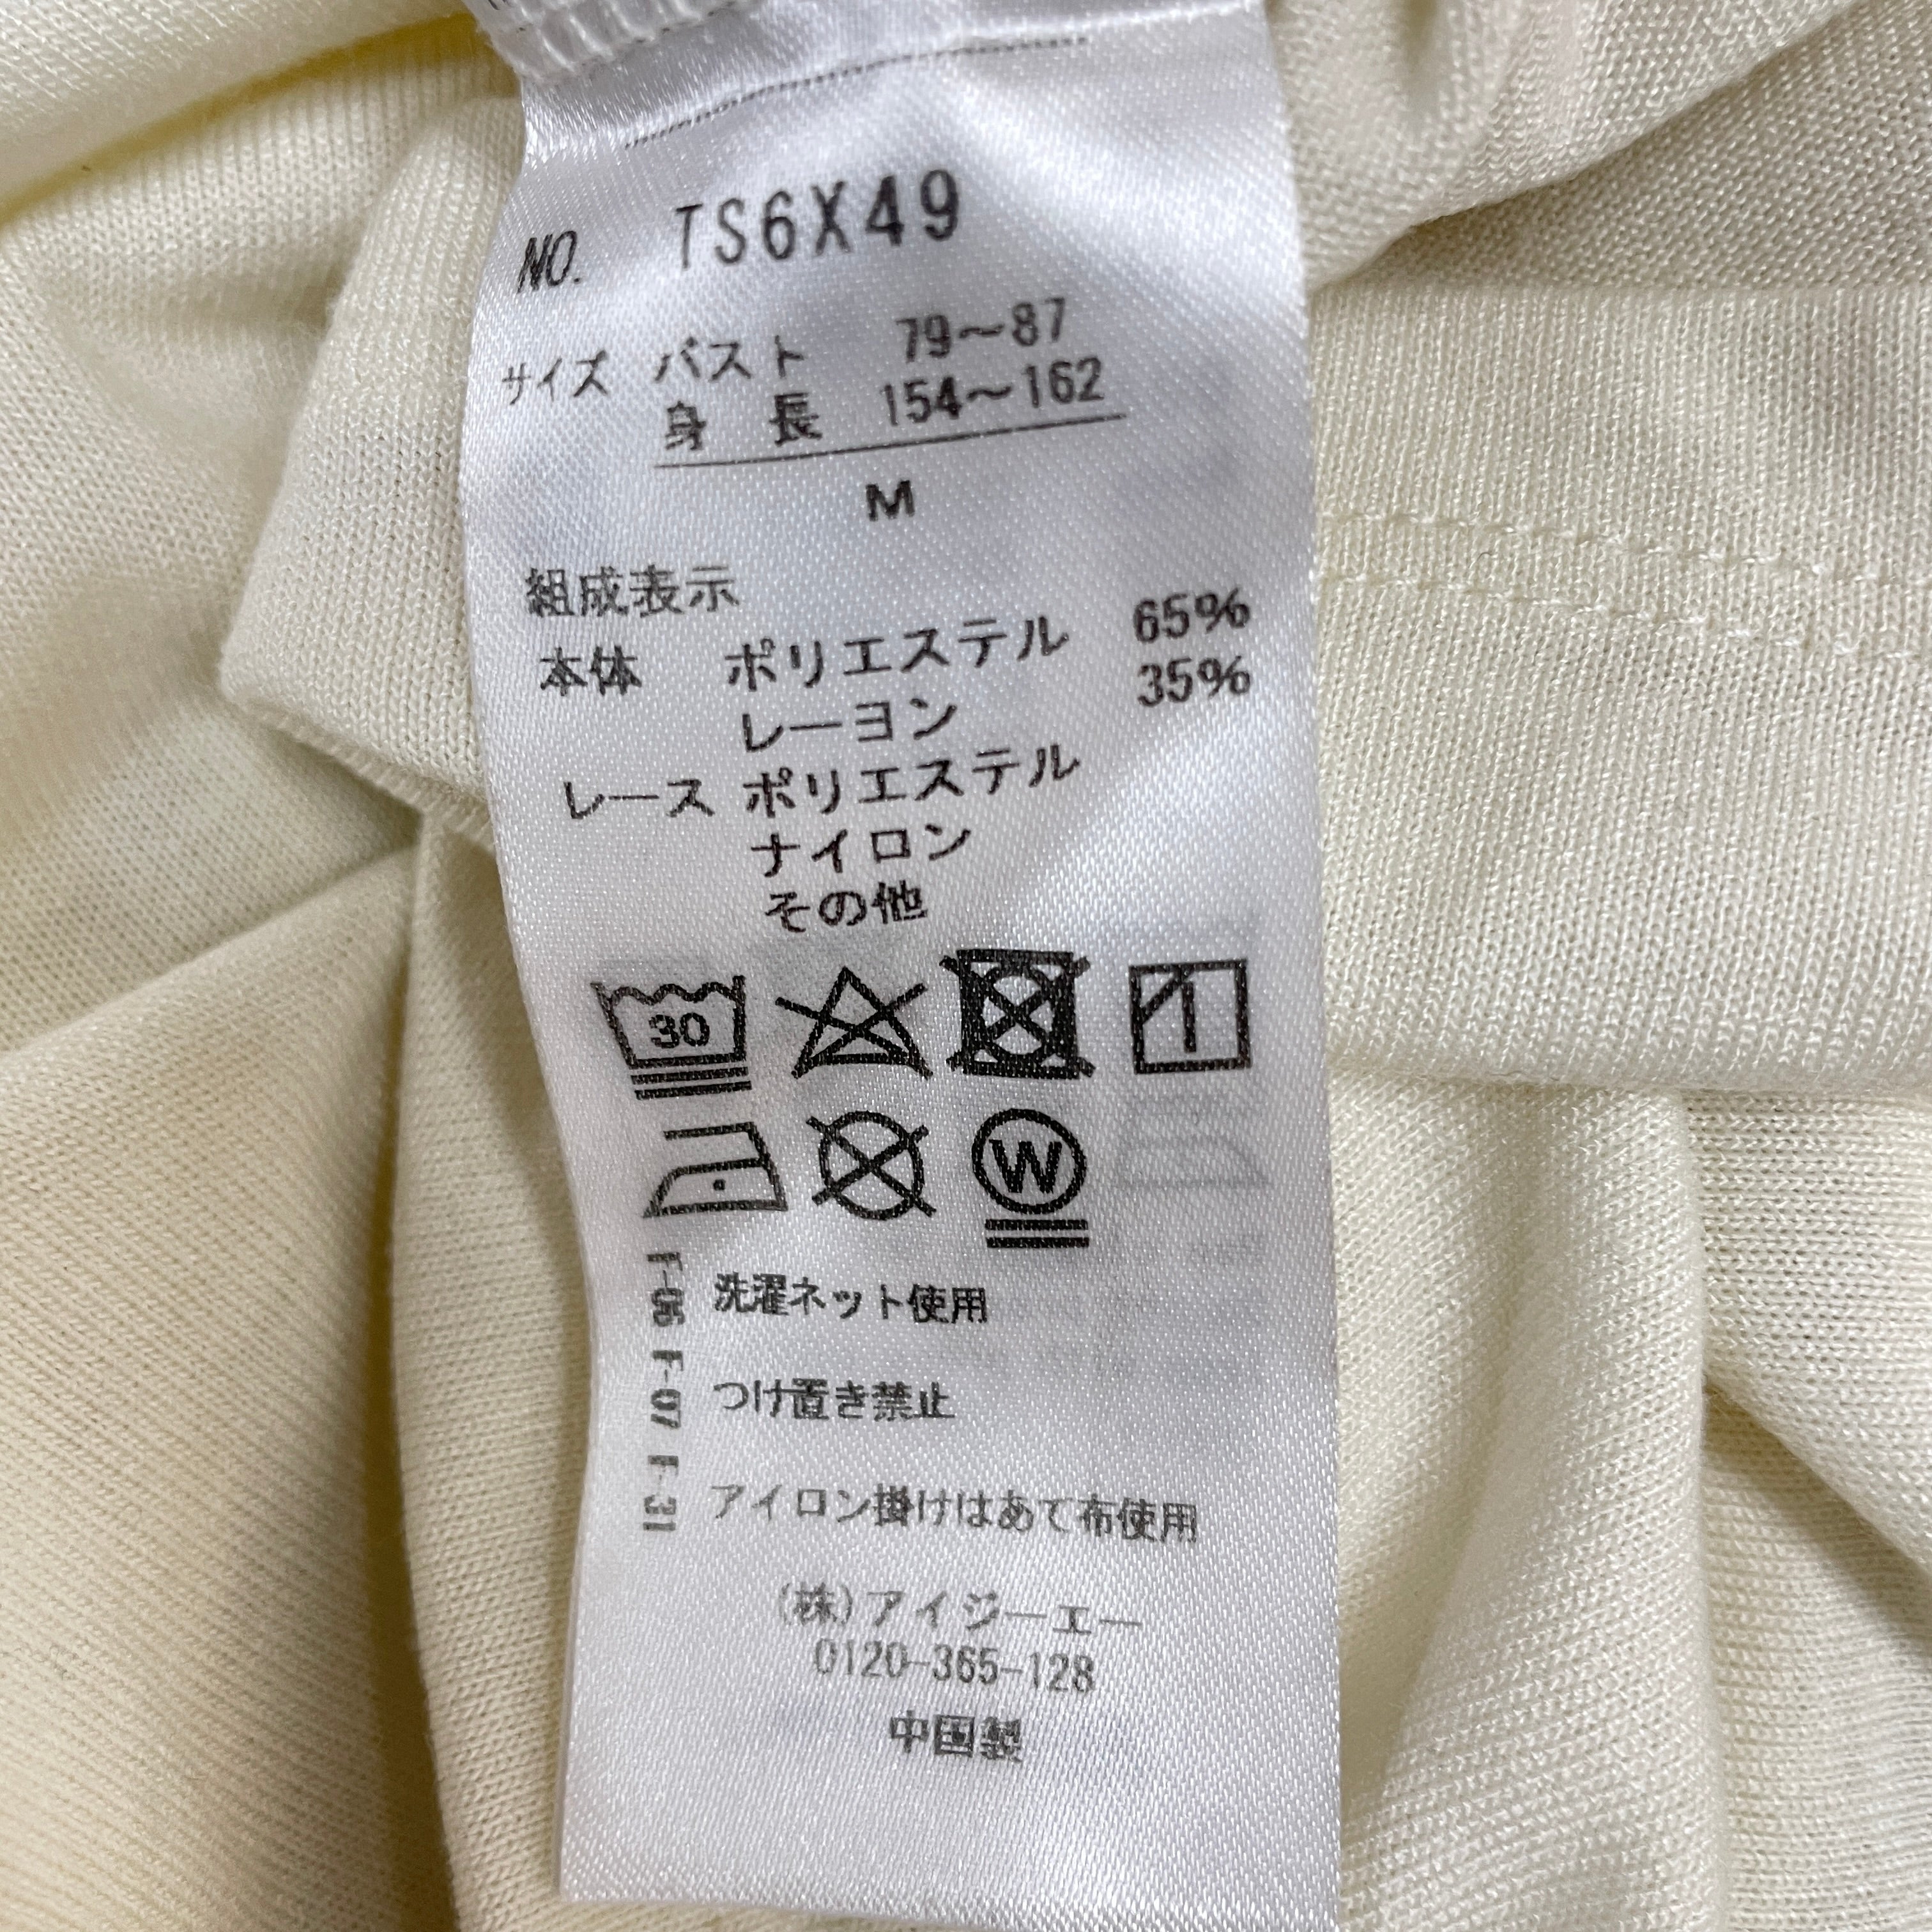 NO. TS6X49
サイズ バスト 79〜87
身 長 154〜162
M
組成表示
本体 ポリエステル 65%
レーヨン 35%
レース ポリエステル
ナイロン
その他
30
W
F-06 F-07 F-31
洗濯ネット使用
つけ置き禁止
アイロン掛けはあて布使用
(株)アイジーエー
0120-365-128
中国製